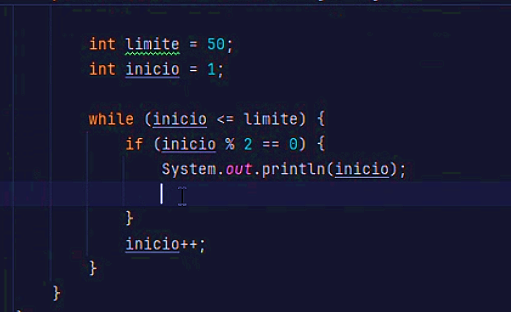 int limite = 50;
int inicio = 1;
while (inicio <= limite) {
if (inicio % 2 == 0) {
System.out.println(inicio);
}
inicio++;
}
}